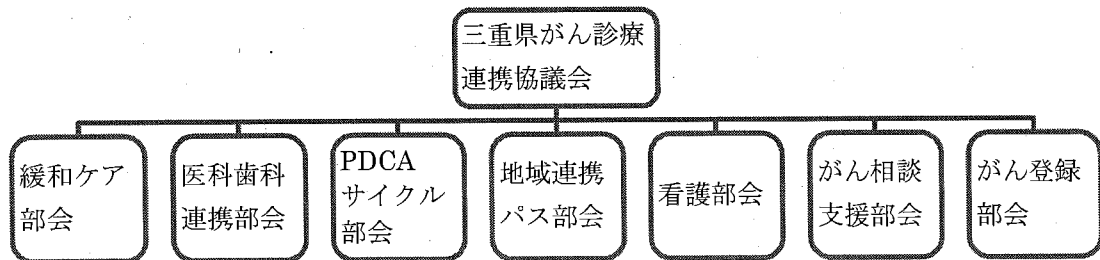 三重県がん診療
連携協議会
緩和ケア
部会
医科歯科
連携部会
PDCA
サイクル
部会
地域連携
パス部会
看護部会
がん相談
支援部会
がん登録
部会